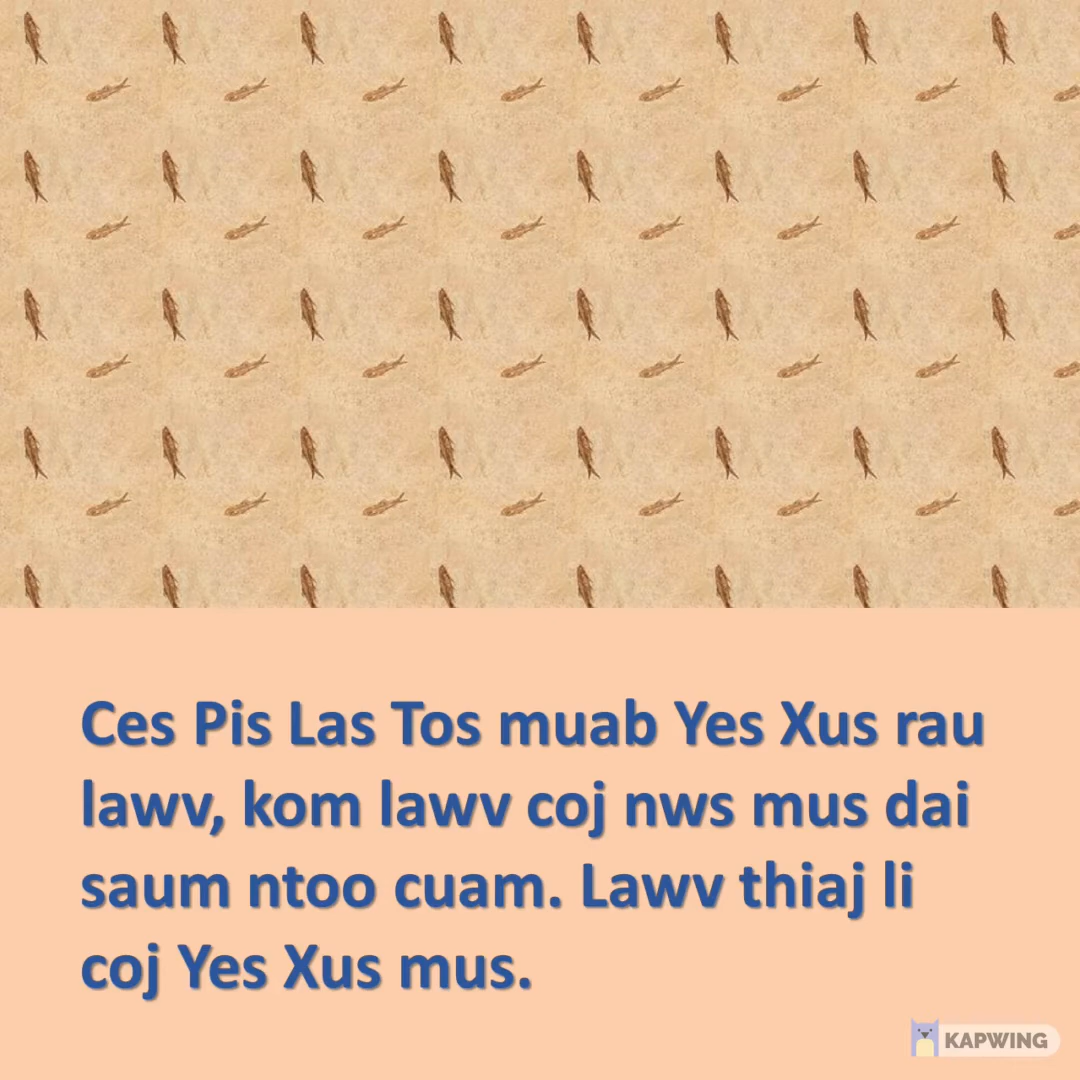 Ces Pis Las Tos muab Yes Xus rau
lawv, kom lawv coj nws mus dai
saum ntoo cuam. Lawv thiaj li
coj Yes Xus mus.
KAPWING